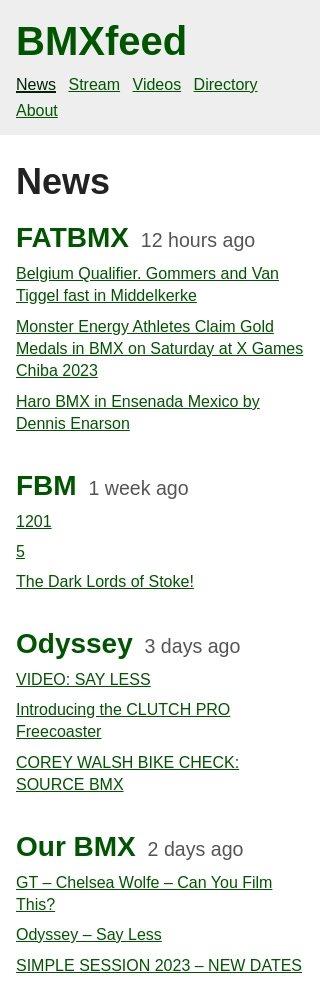 BMXfeed
News Stream Videos Directory
About
News
FATBMX 12 hours ago
Belgium Qualifier. Gommers and Van
Tiggel fast in Middelkerke
Monster Energy Athletes Claim Gold
Medals in BMX on Saturday at X Games
Chiba 2023
Haro BMX in Ensenada Mexico by
Dennis Enarson
FBM 1 week ago
1201
5
The Dark Lords of Stoke!
Odyssey 3 days ago
VIDEO: SAY LESS
Introducing the CLUTCH PRO
Freecoaster
COREY WALSH BIKE CHECK:
SOURCE BMX
Our BMX 2 days ago
GT – Chelsea Wolfe – Can You Film
This?
Odyssey – Say Less
SIMPLE SESSION 2023 – NEW DATES